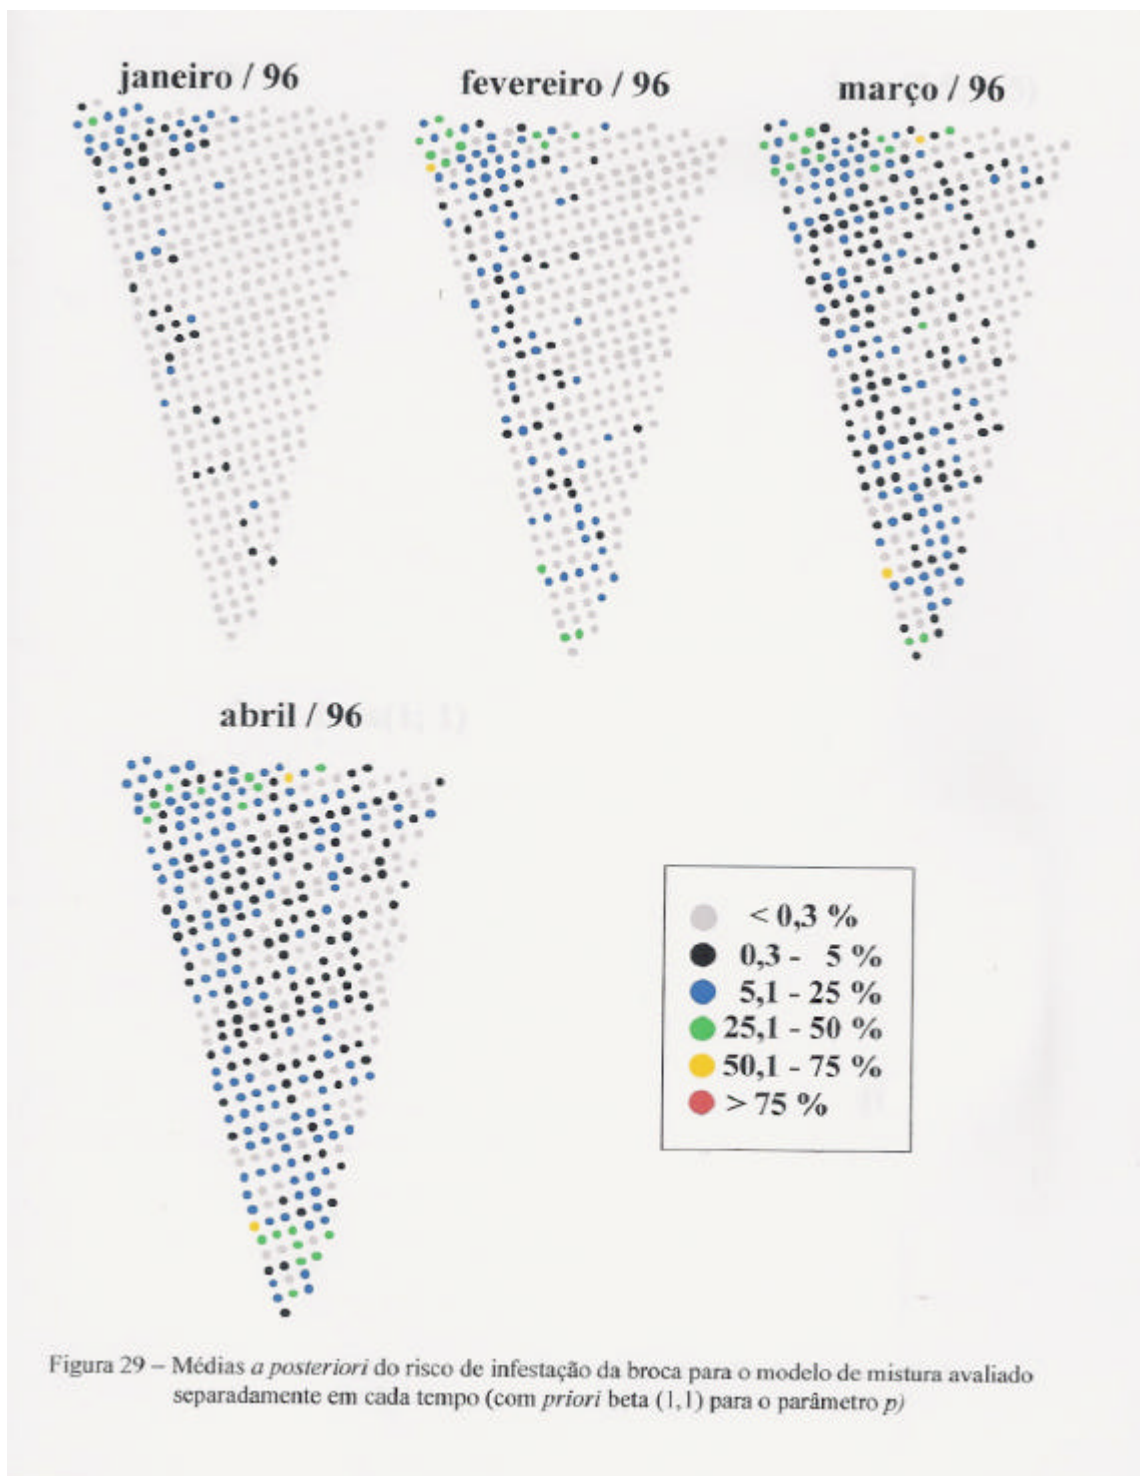 janeiro / 96
fevereiro / 96
março / 96
abril / 96
< 0,3 %
0,3 - 5 %
5,1 - 25 %
25,1 - 50 %
50,1 - 75 %
> 75 %
Figura 29 – Médias a posteriori do risco de infestação da broca para o modelo de mistura avaliado
separadamente em cada tempo (com priori beta (1,1) para o parâmetro p)